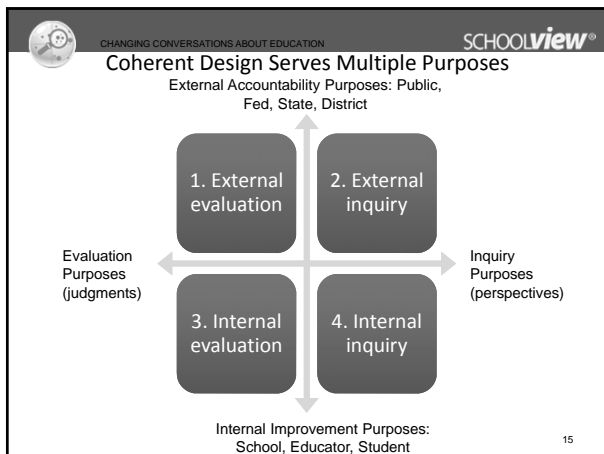 CHANGING CONVERSATIONS ABOUT EDUCATION
SCHOOLVIEW®
Coherent Design Serves Multiple Purposes
External Accountability Purposes: Public,
Fed, State, District
1. External
evaluation
2. External
inquiry
Evaluation
Purposes
(judgments)
Inquiry
Purposes
(perspectives)
3. Internal
evaluation
4. Internal
inquiry
Internal Improvement Purposes:
School, Educator, Student
15